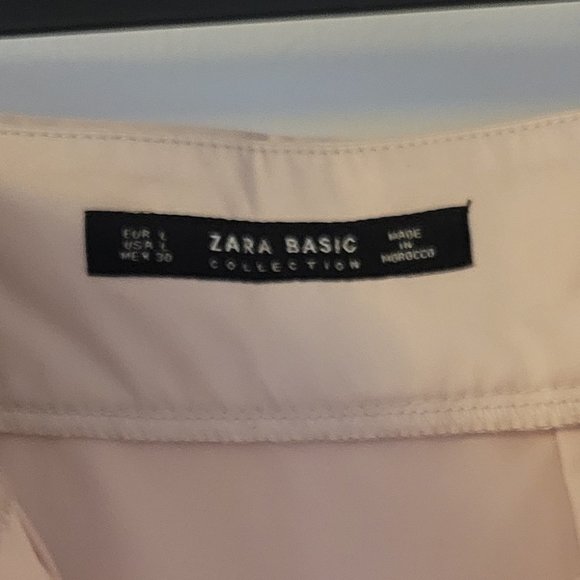 EUR L
USA L
MEX 30
ZARA BASIC
COLLECTION
MADE
IN
MOROCCO